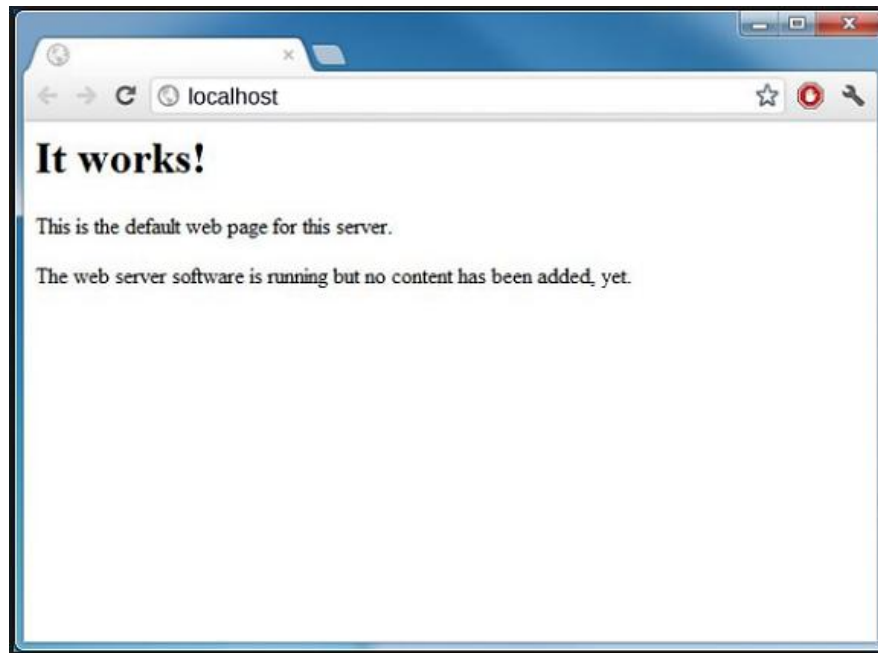 localhost
It works!
This is the default web page for this server.
The web server software is running but no content has been added, yet.